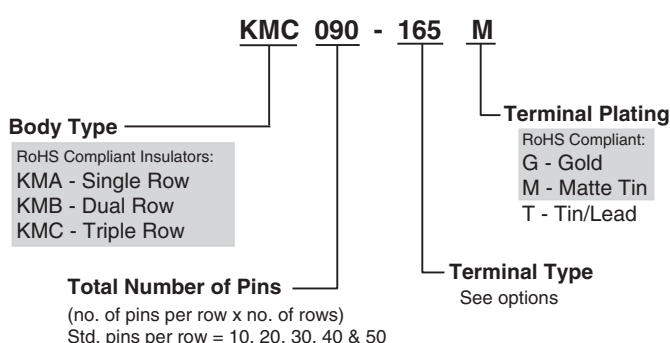 KMC 090 - 165 M
Body Type
RoHS Compliant Insulators:
KMA - Single Row
KMB - Dual Row
KMC - Triple Row
Terminal Plating
RoHS Compliant:
G - Gold
M - Matte Tin
T - Tin/Lead
Total Number of Pins
(no. of pins per row x no. of rows)
Std. pins per row = 10, 20, 30, 40 & 50
Terminal Type
See options